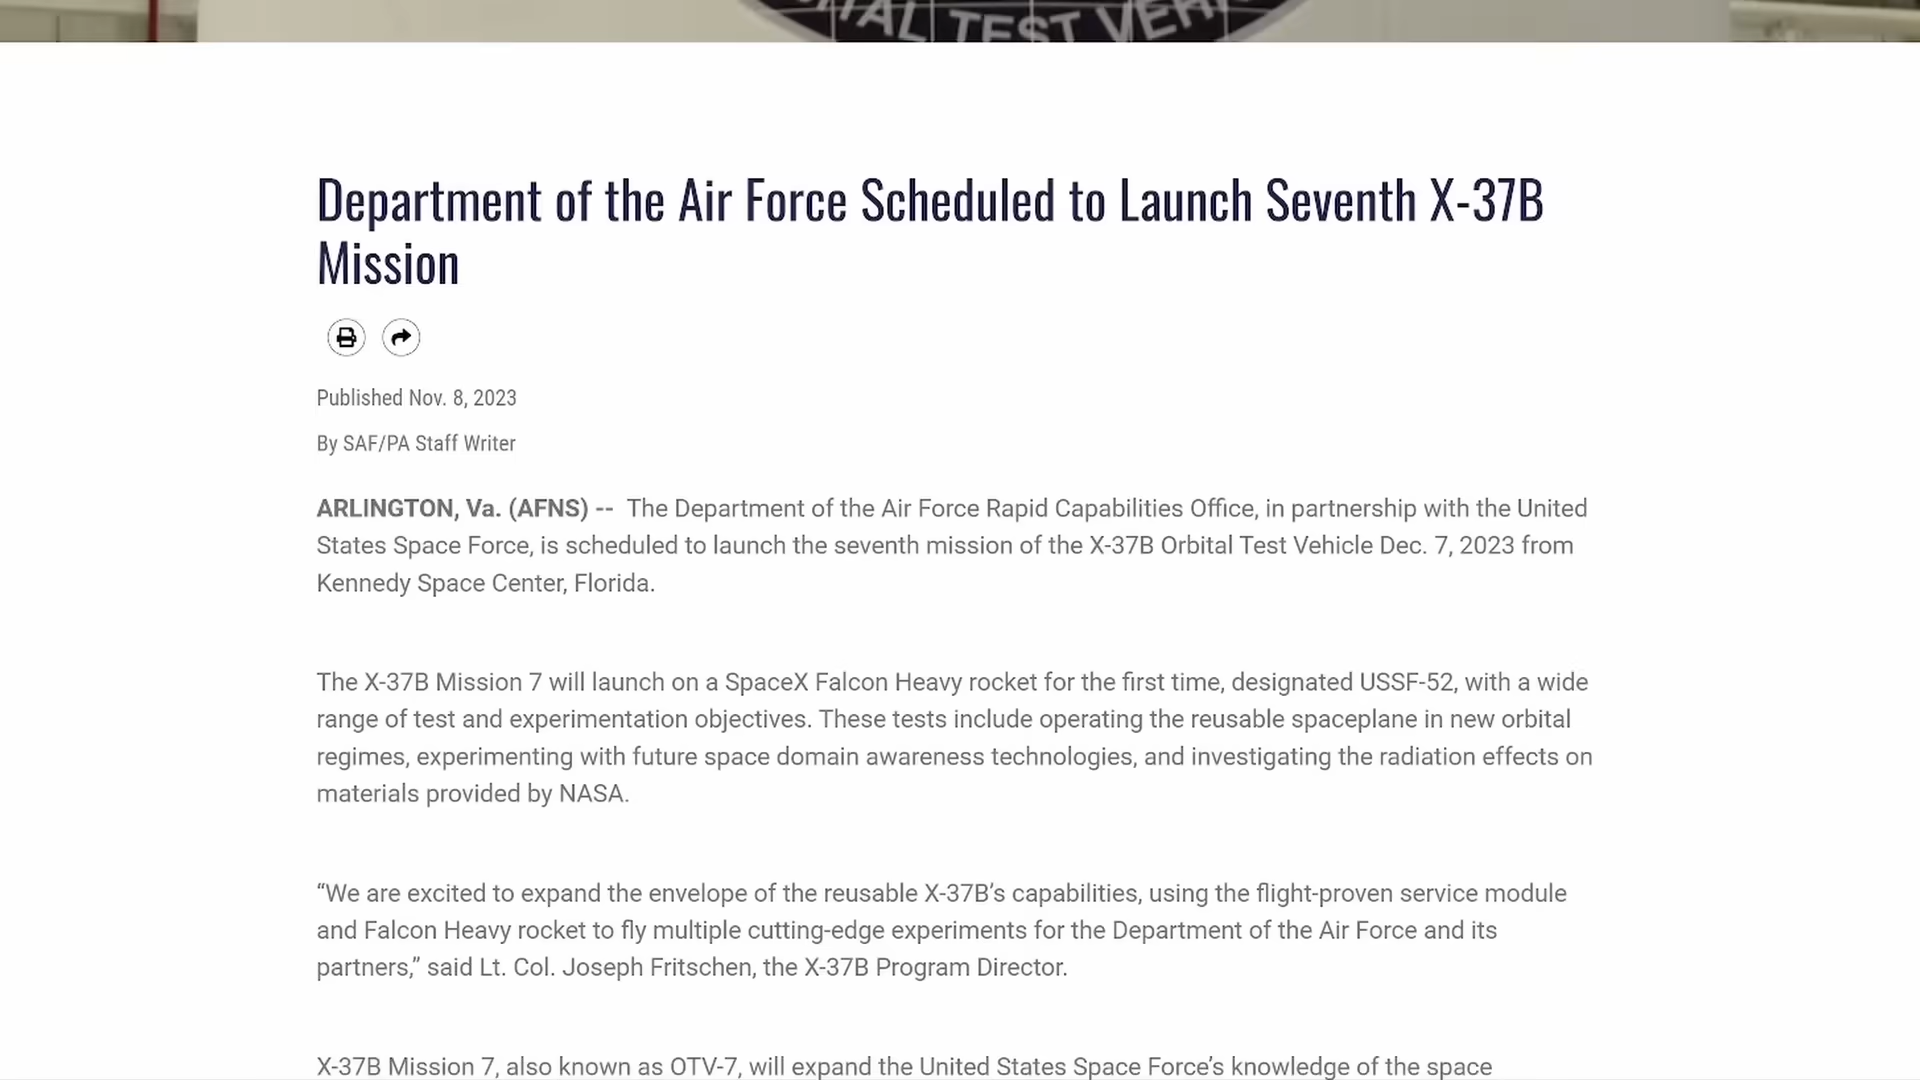 ITAL TEST VEHI
Department of the Air Force Scheduled to Launch Seventh X-37B
Mission
Published Nov. 8, 2023
By SAF/PA Staff Writer
ARLINGTON, Va. (AFNS) -- The Department of the Air Force Rapid Capabilities Office, in partnership with the United
States Space Force, is scheduled to launch the seventh mission of the X-37B Orbital Test Vehicle Dec. 7, 2023 from
Kennedy Space Center, Florida.
The X-37B Mission 7 will launch on a SpaceX Falcon Heavy rocket for the first time, designated USSF-52, with a wide
range of test and experimentation objectives. These tests include operating the reusable spaceplane in new orbital
regimes, experimenting with future space domain awareness technologies, and investigating the radiation effects on
materials provided by NASA.
“We are excited to expand the envelope of the reusable X-37B’s capabilities, using the flight-proven service module
and Falcon Heavy rocket to fly multiple cutting-edge experiments for the Department of the Air Force and its
partners,” said Lt. Col. Joseph Fritschen, the X-37B Program Director.
X-37B Mission 7, also known as OTV-7, will expand the United States Space Force’s knowledge of the space